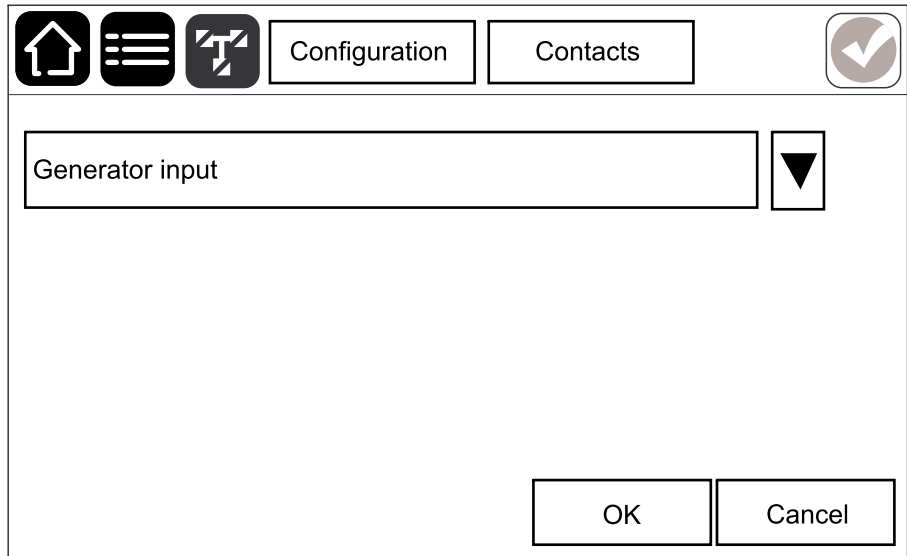 Configuration
Contacts
Generator input
OK
Cancel